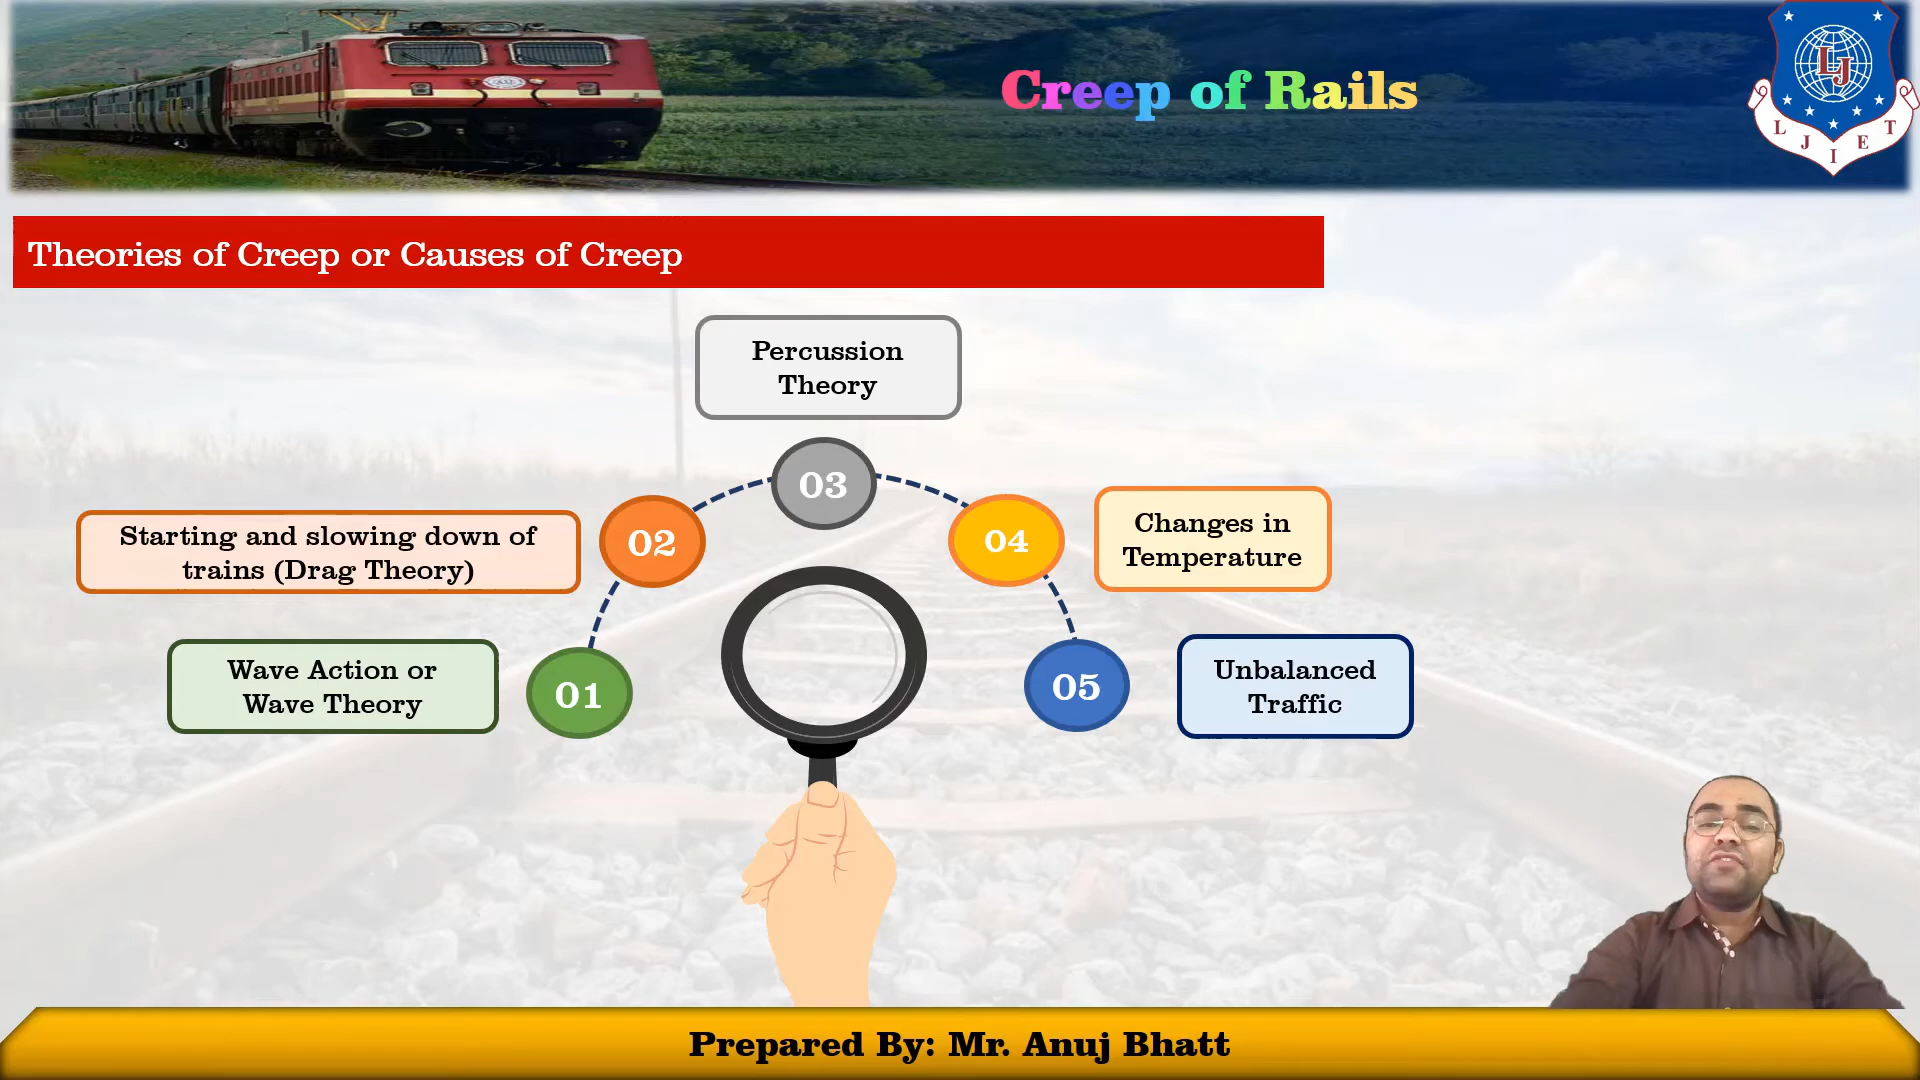 Creep of Rails
LJ
L J I E T
Theories of Creep or Causes of Creep
Percussion
Theory
03
02
04
Starting and slowing down of
trains (Drag Theory)
Changes in
Temperature
Wave Action or
Wave Theory
01
05
Unbalanced
Traffic
Prepared By: Mr. Anuj Bhatt